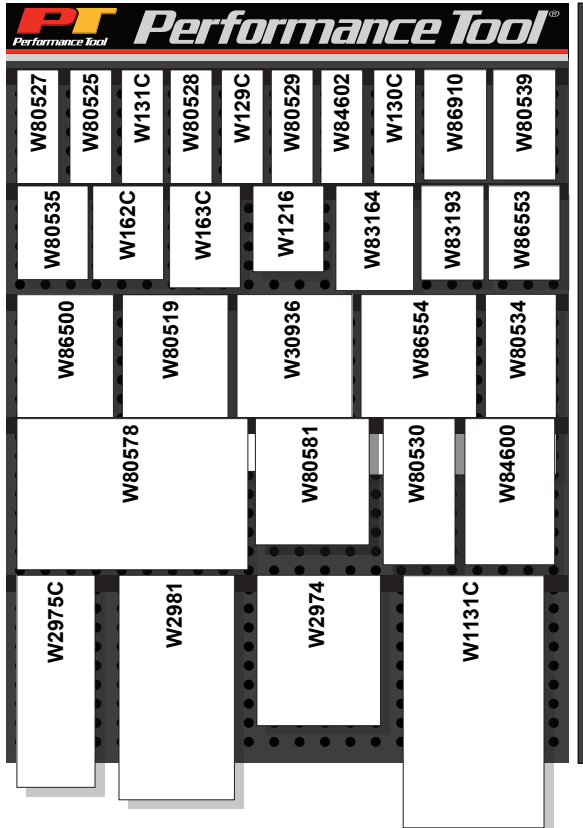 PT Performance Tool®
Performance Tool
W80527 W80525 W131C W80528 W129C W80529 W84602 W130C W86910 W80539
W80535 W162C W163C W1216 W83164 W83193 W86553
W86500 W80519 W30936 W86554 W80534
W80578 W80581 W80530 W84600
W2975C W2981 W2974 W1131C